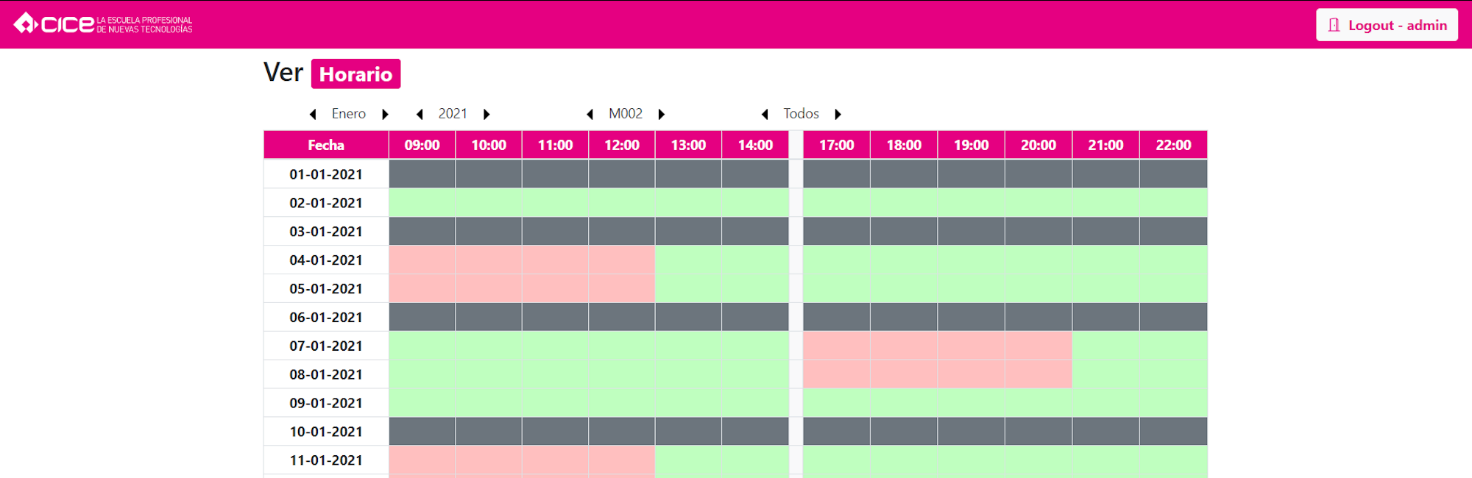 CICE LA ESCUELA PROFESIONAL
DE NUEVAS TECNOLOGÍAS
Logout - admin
Ver Horario
Enero 2021 M002 Todos
Fecha 09:00 10:00 11:00 12:00 13:00 14:00 17:00 18:00 19:00 20:00 21:00 22:00
01-01-2021
02-01-2021
03-01-2021
04-01-2021
05-01-2021
06-01-2021
07-01-2021
08-01-2021
09-01-2021
10-01-2021
11-01-2021